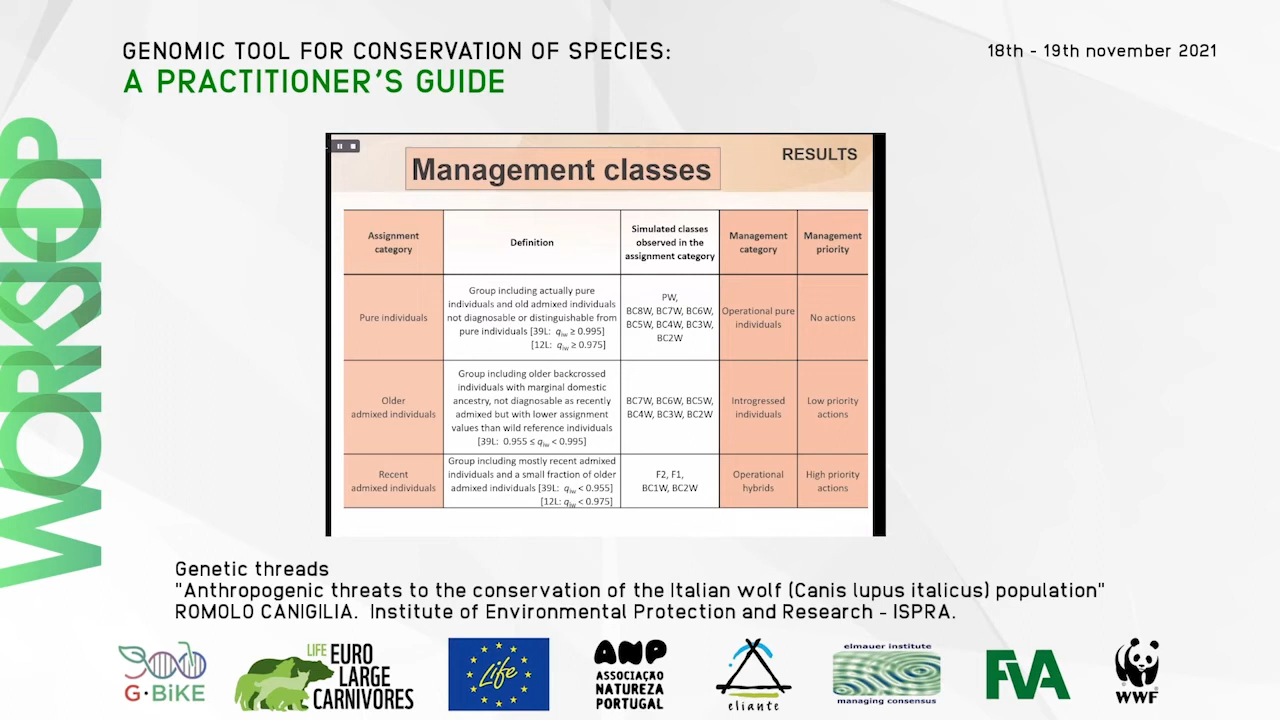 GENOMIC TOOL FOR CONSERVATION OF SPECIES:
A PRACTITIONER'S GUIDE
18th - 19th november 2021
WORKSHOP
RESULTS
Management classes
Assignment
category
Definition
Simulated classes
observed in the
assignment category
Management
category
Management
priority
Pure individuals
Group including actually pure
individuals and old admixed individuals
not diagnosable or distinguishable from
pure individuals [39L: qiw ≥ 0.995]
[12L: qiw ≥ 0.975]
PW,
BC8W, BC7W, BC6W,
BC5W, BC4W, BC3W,
BC2W
Operational pure
individuals
No actions
Older
admixed individuals
Group including older backcrossed
individuals with marginal domestic
ancestry, not diagnosable as recently
admixed but with lower assignment
values than wild reference individuals
[39L: 0.955 ≤ qiw < 0.995]
BC7W, BC6W, BC5W,
BC4W, BC3W, BC2W
Introgressed
individuals
Low priority
actions
Recent
admixed individuals
Group including mostly recent admixed
individuals and a small fraction of older
admixed individuals [39L: qiw < 0.955]
[12L: qiw < 0.975]
F2, F1,
BC1W, BC2W
Operational
hybrids
High priority
actions
Genetic threads
"Anthropogenic threats to the conservation of the Italian wolf (Canis lupus italicus) population"
ROMOLO CANIGILIA. Institute of Environmental Protection and Research - ISPRA.
G·BiKE
LIFE EURO
LARGE
CARNIVORES
Life
ANP
ASSOCIAÇÃO
NATUREZA
PORTUGAL
eliante
elmauer institute
managing consensus
FVA
WWF